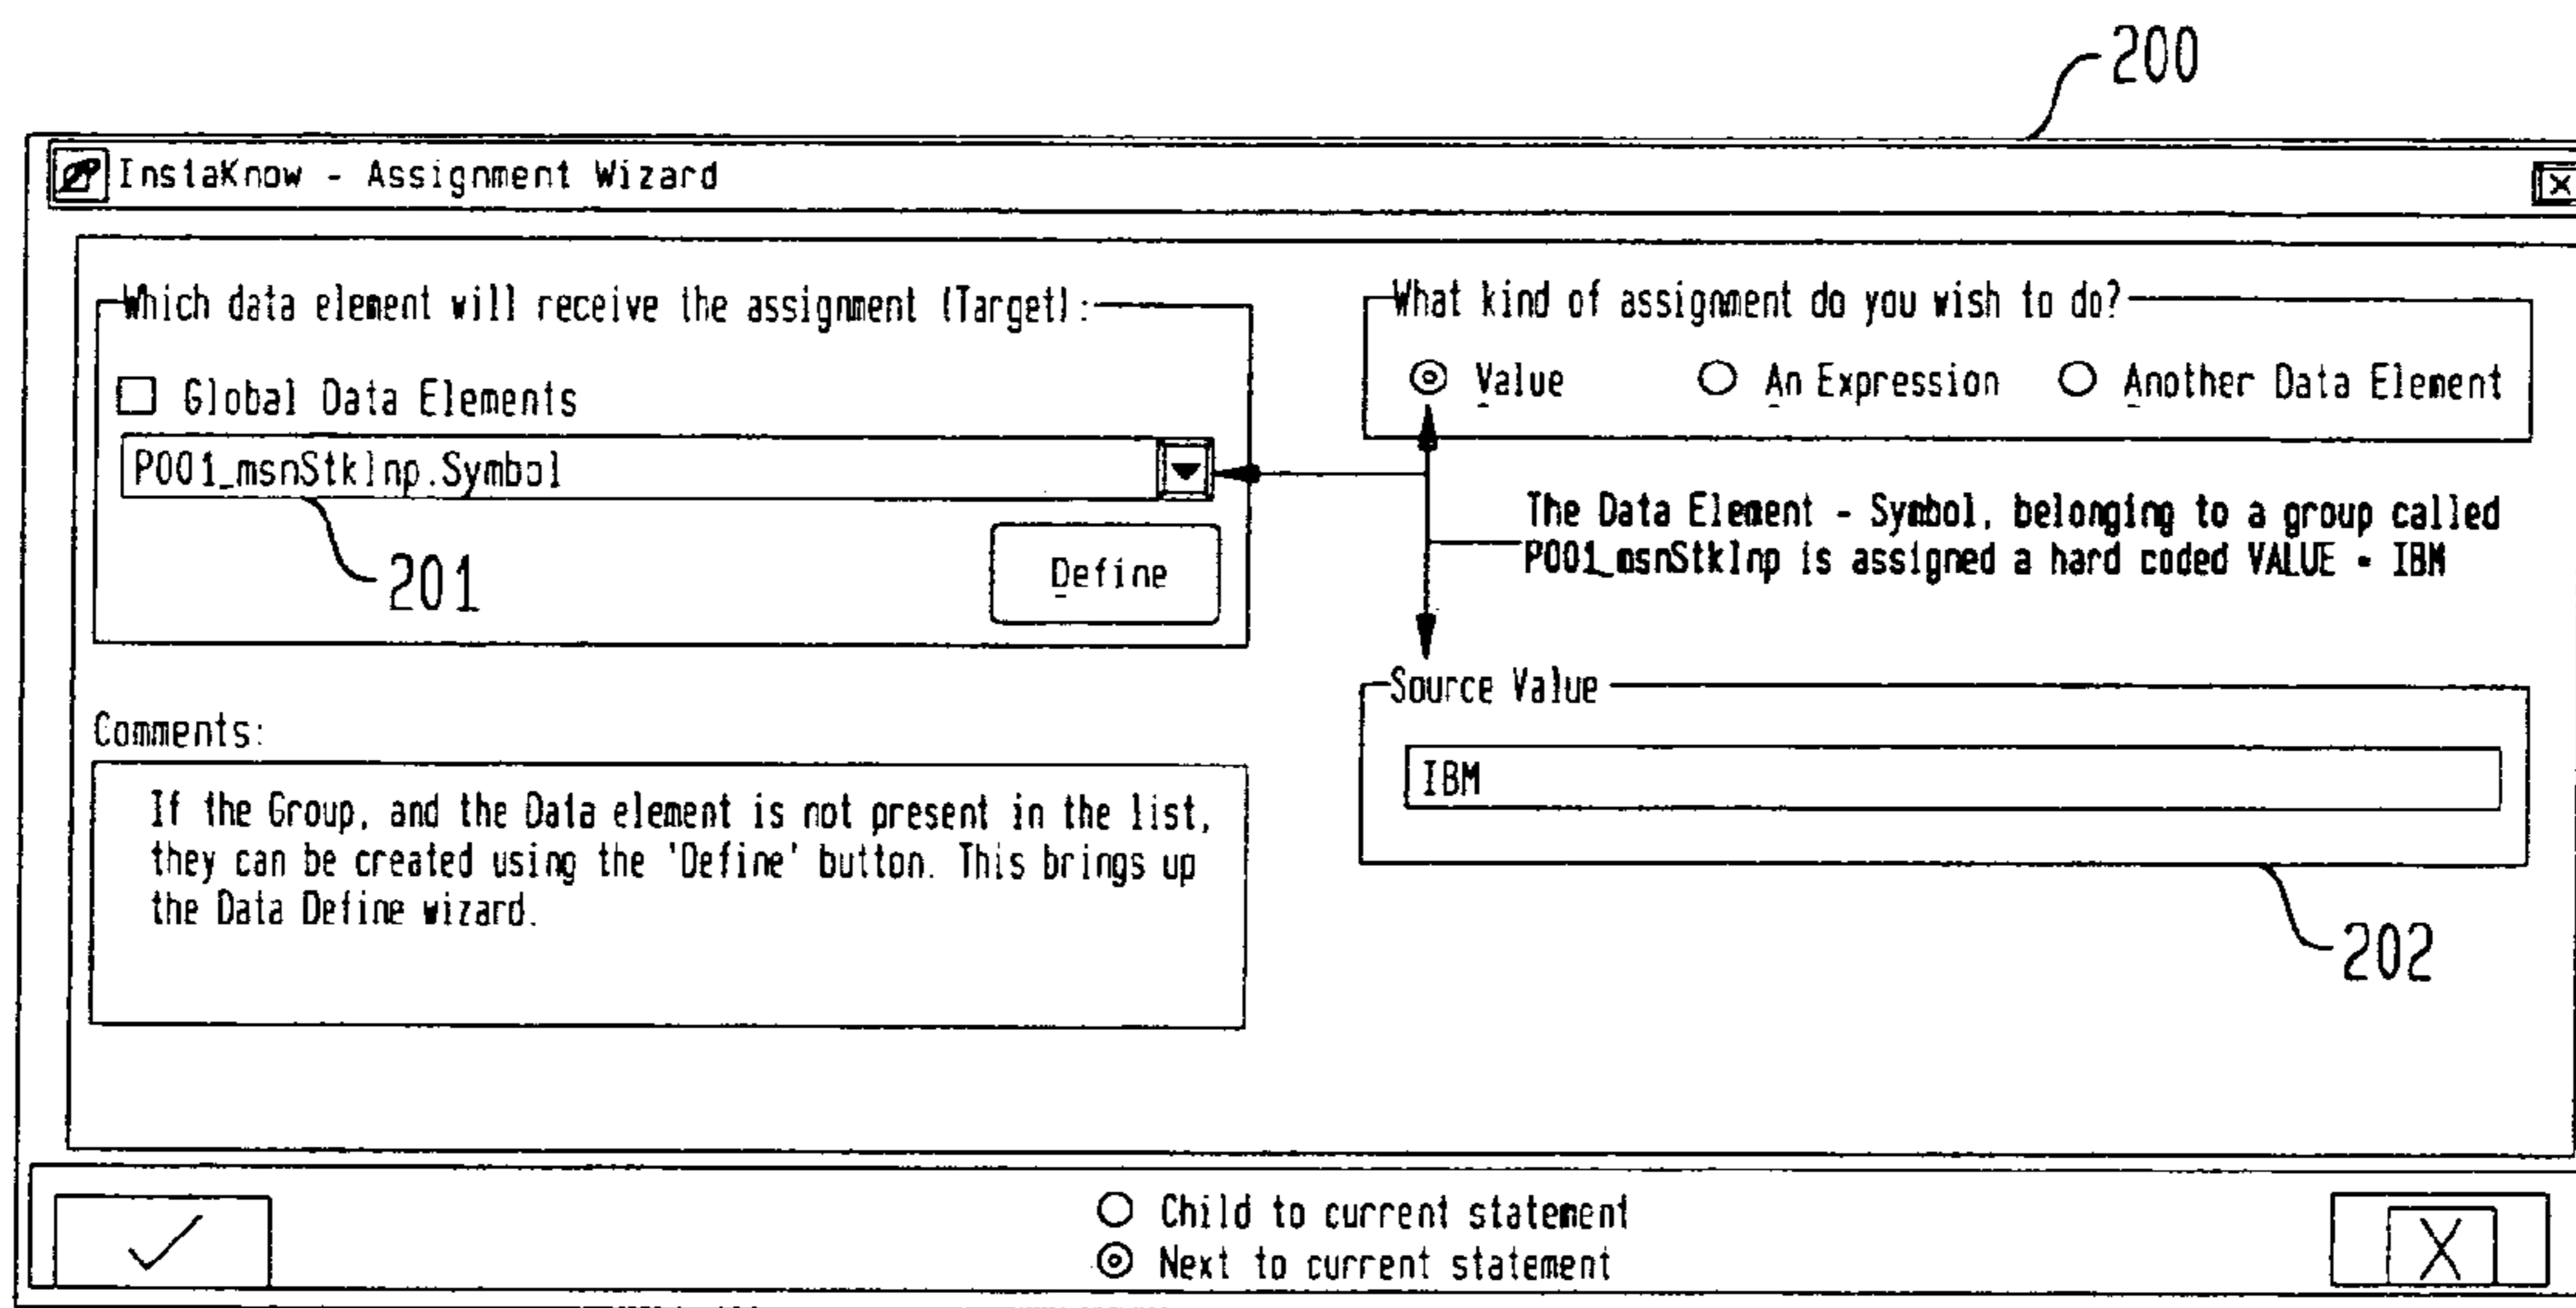 200
InstaKnow - Assignment Wizard
Which data element will receive the assignment (Target):
Global Data Elements
P001_msnStkInp.Symbol
201
Define
What kind of assignment do you wish to do?
Value
An Expression
Another Data Element
The Data Element - Symbol, belonging to a group called
P001_msnStkInp is assigned a hard coded VALUE - IBM
Source Value
IBM
202
Comments:
If the Group, and the Data element is not present in the list,
they can be created using the 'Define' button. This brings up
the Data Define wizard.
Child to current statement
Next to current statement